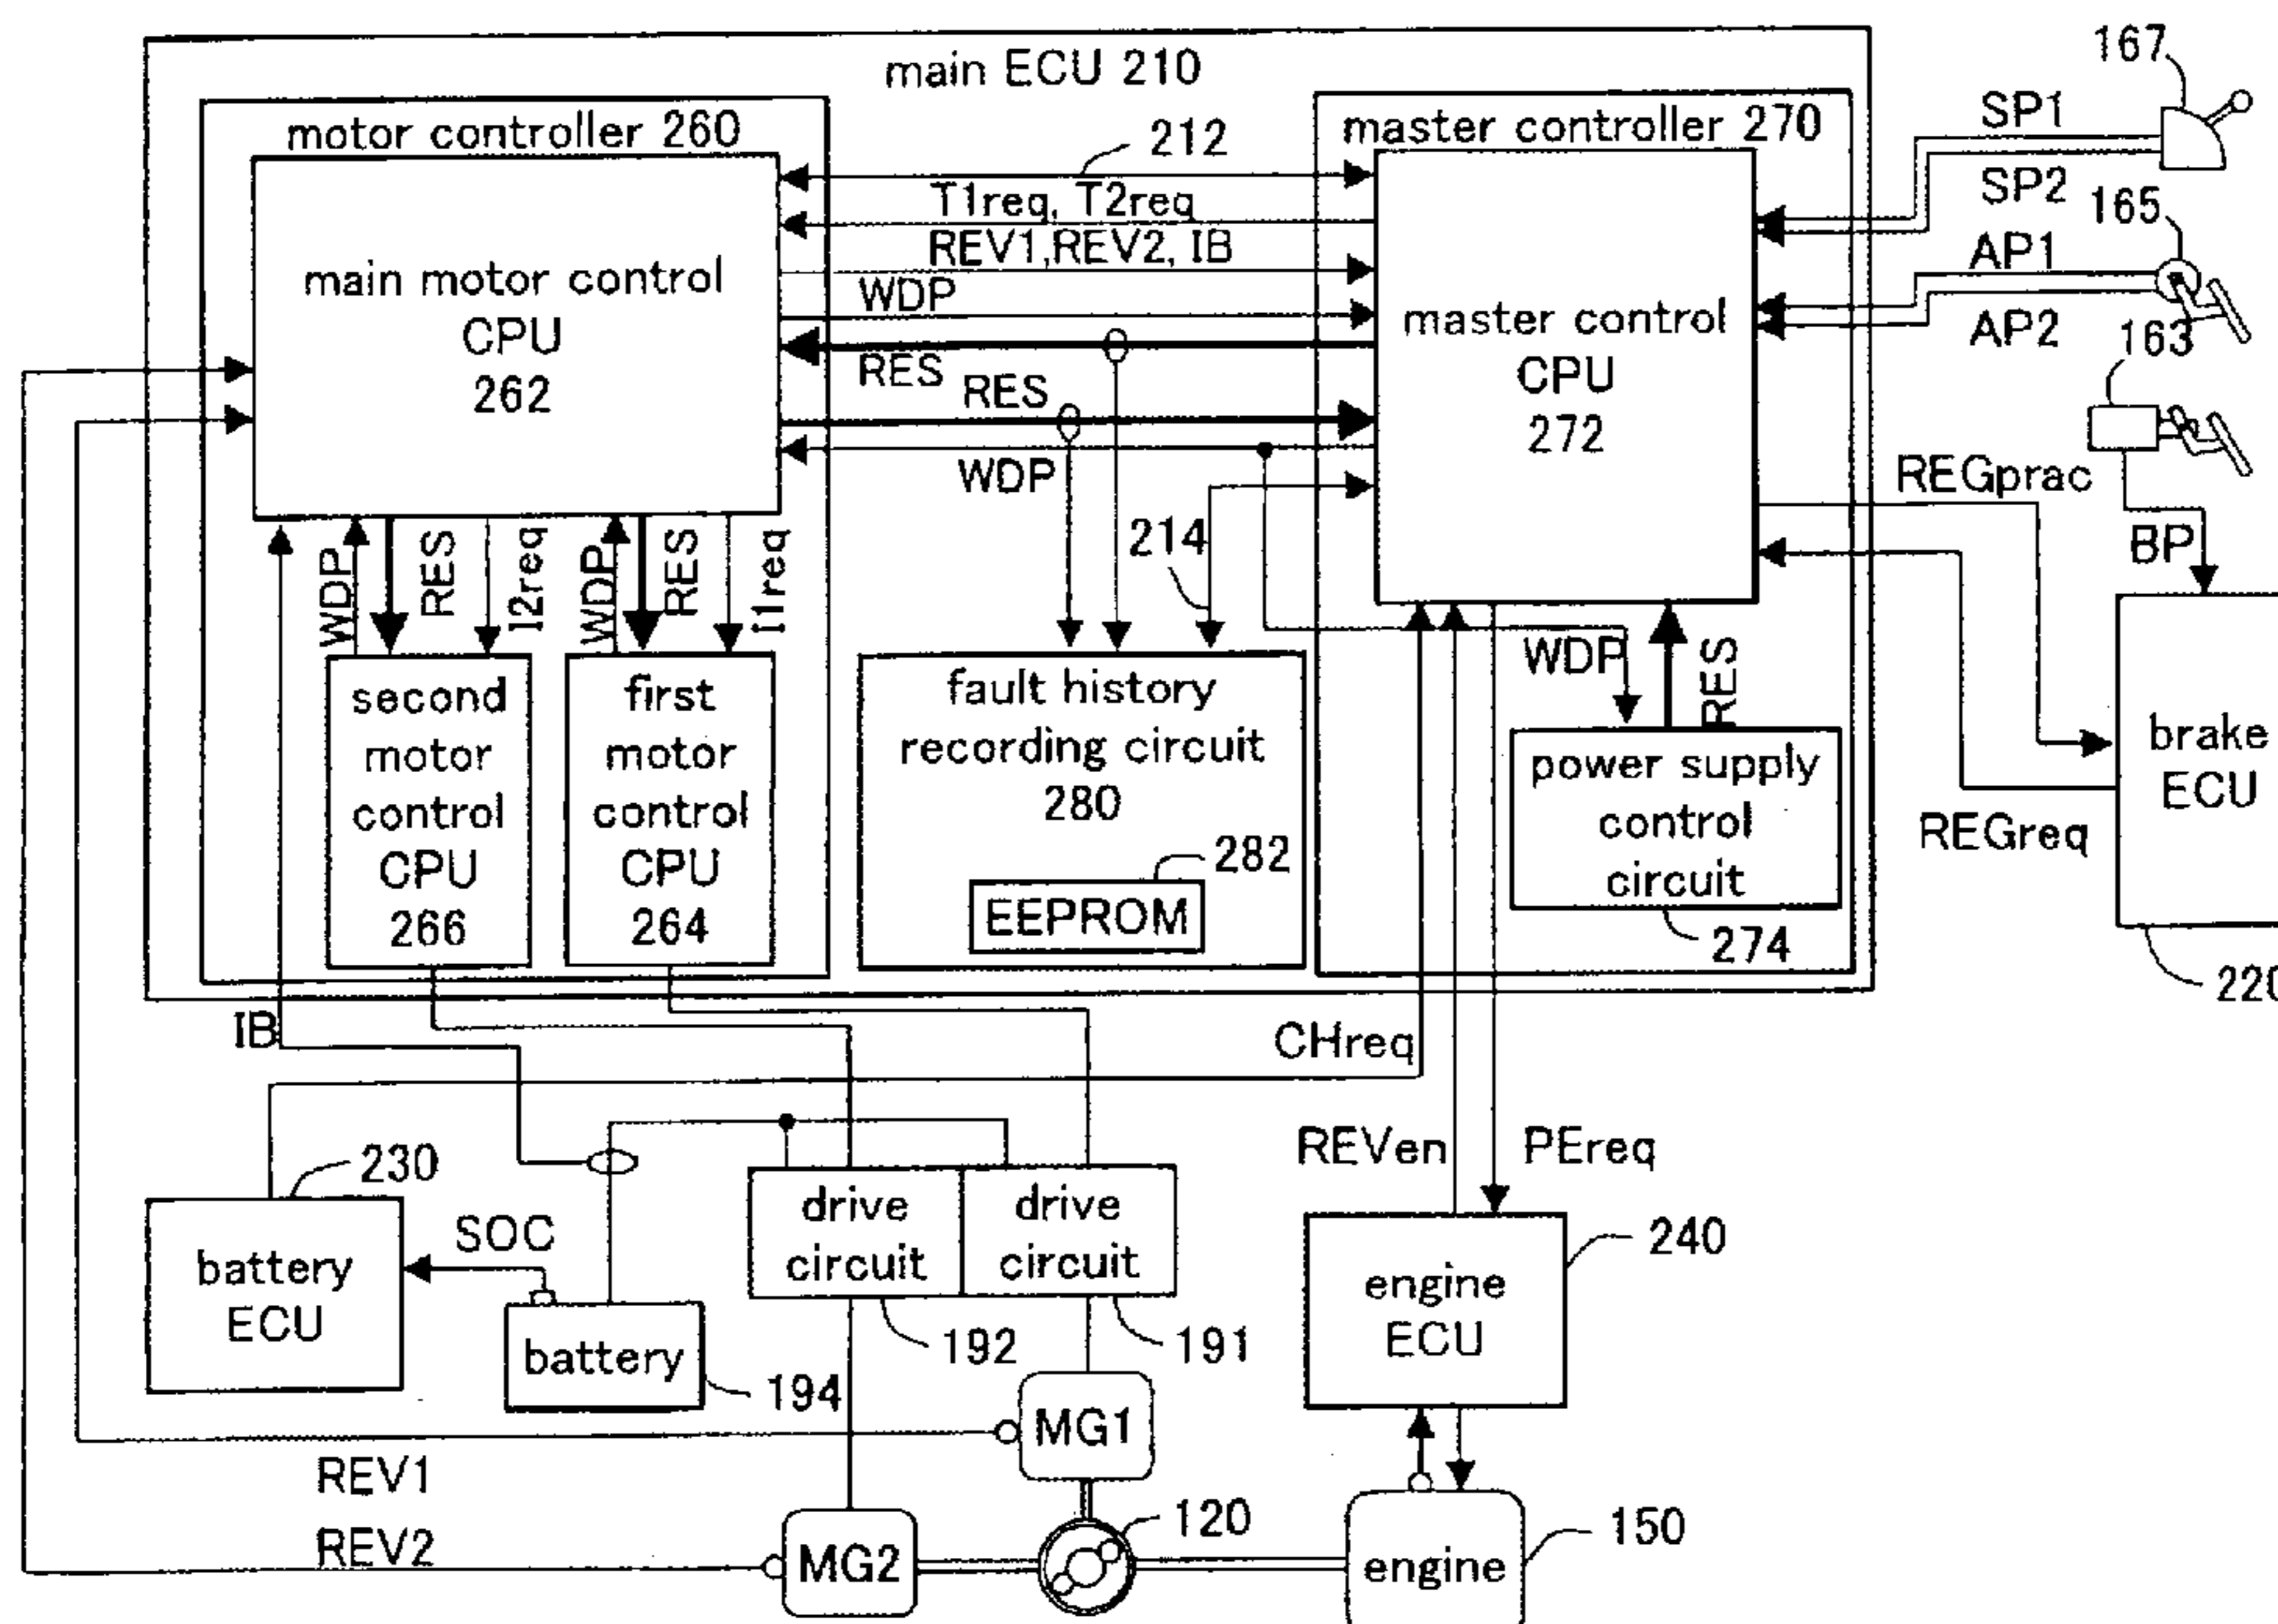 main ECU 210
motor controller 260
main motor control
CPU
262
212
T1req, T2req
REV1,REV2, IB
WDP
RES
RES
WDP
214
master controller 270
master control
CPU
272
167
SP1
SP2
165
AP1
AP2
163
REGprac
BP
REGreq
brake
ECU
WDP
RES
I2req
WDP
RES
I1req
second
motor
control
CPU
266
first
motor
control
CPU
264
fault history
recording circuit
280
282
EEPROM
WDP
RES
power supply
control
circuit
274
IB
CHreq
230
battery
ECU
SOC
battery
194
drive
circuit
192
drive
circuit
191
REVen
PEreq
240
engine
ECU
MG1
REV1
REV2
MG2
120
150
engine